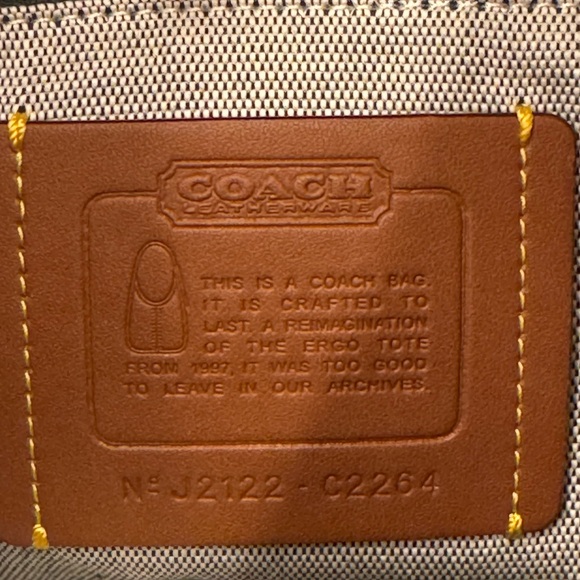 COACH
LEATHERWARE
THIS IS A COACH BAG.
IT IS CRAFTED TO
LAST. A REIMAGINATION
OF THE ERGO TOTE
FROM 1997, IT WAS TOO GOOD
TO LEAVE IN OUR ARCHIVES.
Nº J2122 - C2264